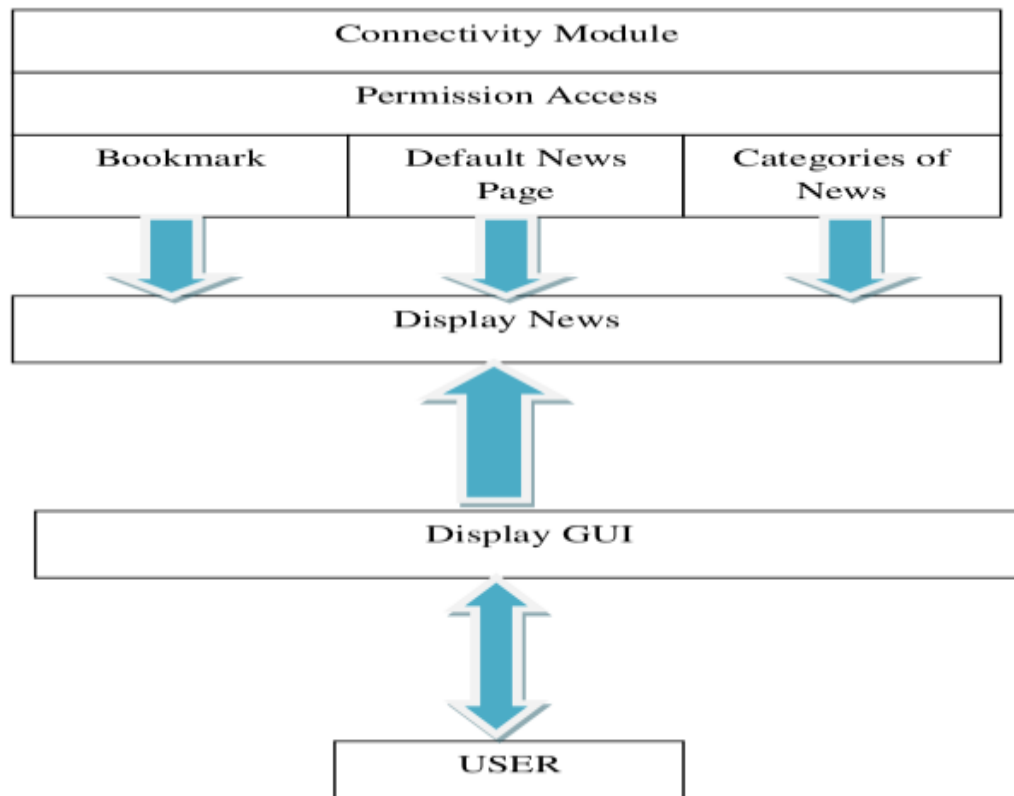 Connectivity Module
Permission Access
Bookmark
Default News
Page
Categories of
News
Display News
Display GUI
USER